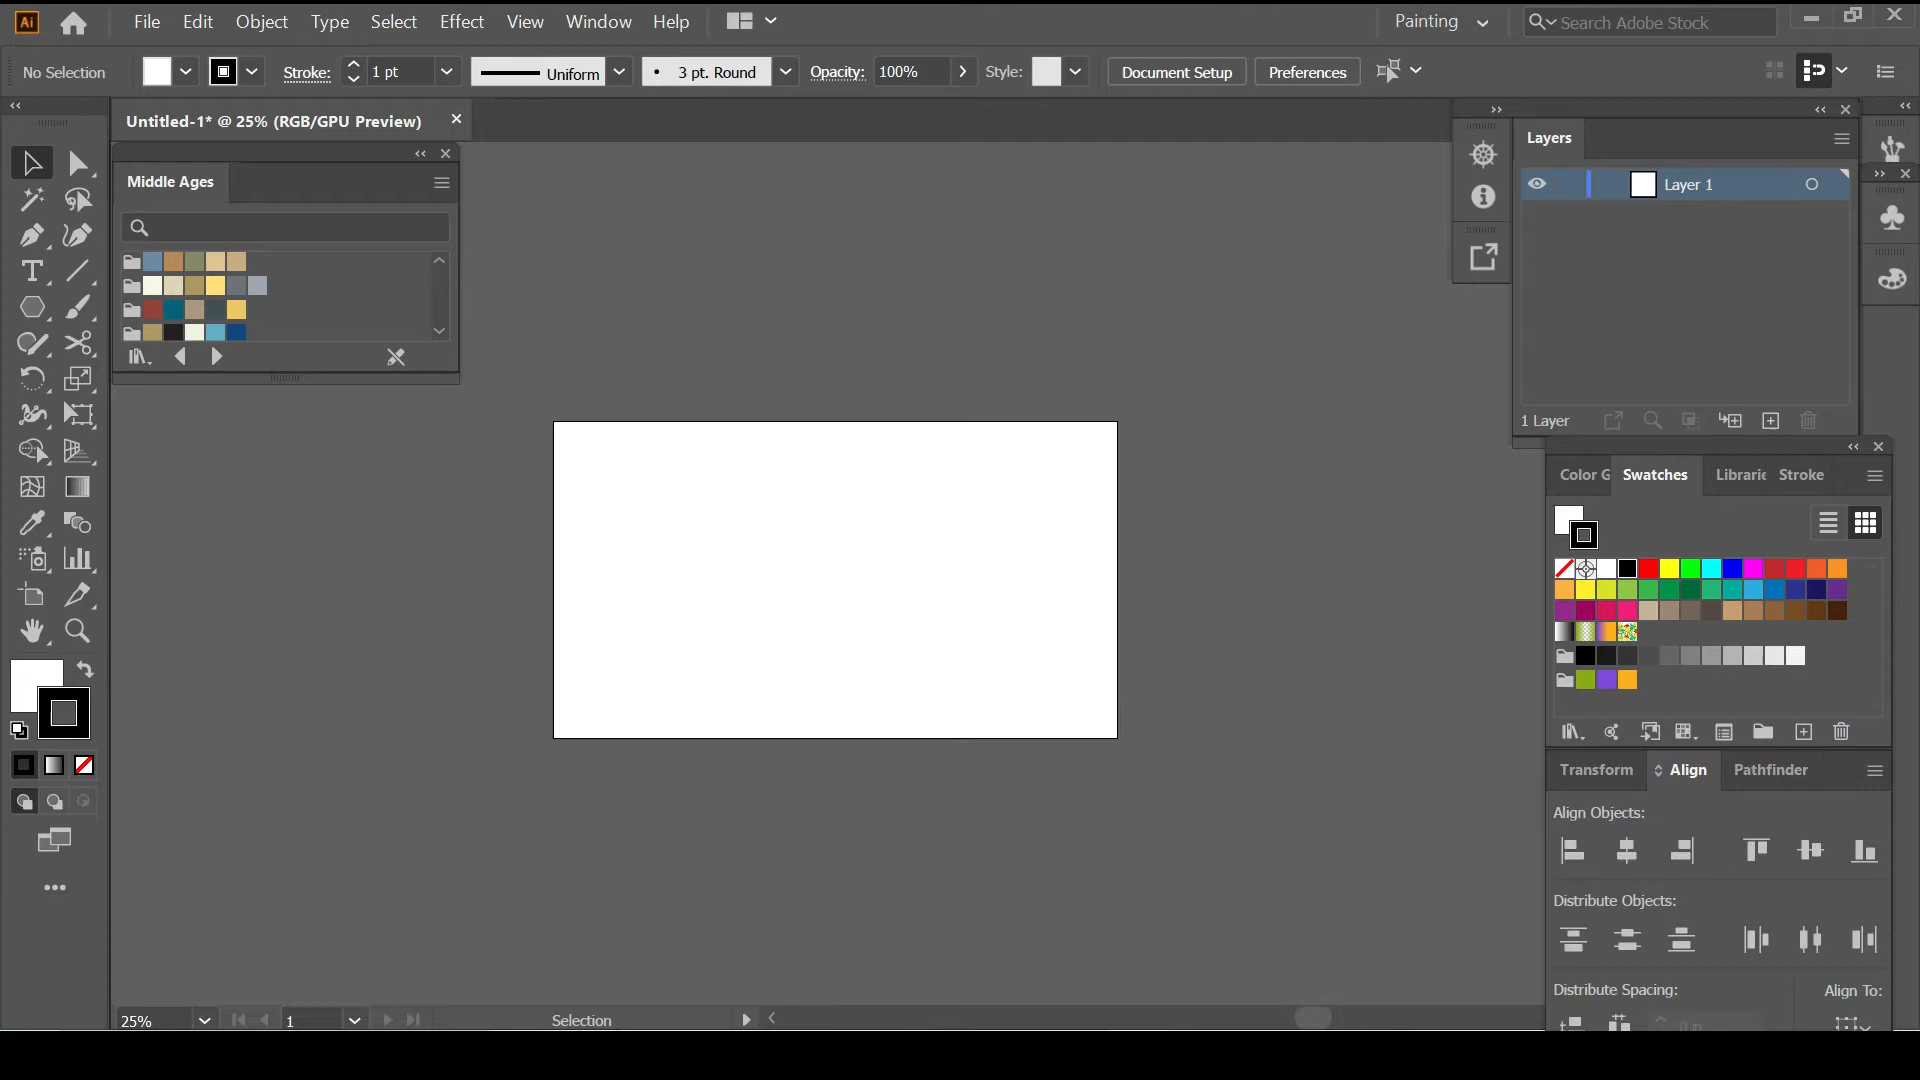 Ai File Edit Object Type Select Effect View Window Help Painting Search Adobe Stock
No Selection Stroke: 1 pt Uniform 3 pt. Round Opacity: 100% Style: Document Setup Preferences
Untitled-1* @ 25% (RGB/GPU Preview)
Middle Ages
Layers
Layer 1
1 Layer
Color G Swatches Librarie Stroke
Transform Align Pathfinder
Align Objects:
Distribute Objects:
Distribute Spacing: Align To:
25% 1 Selection